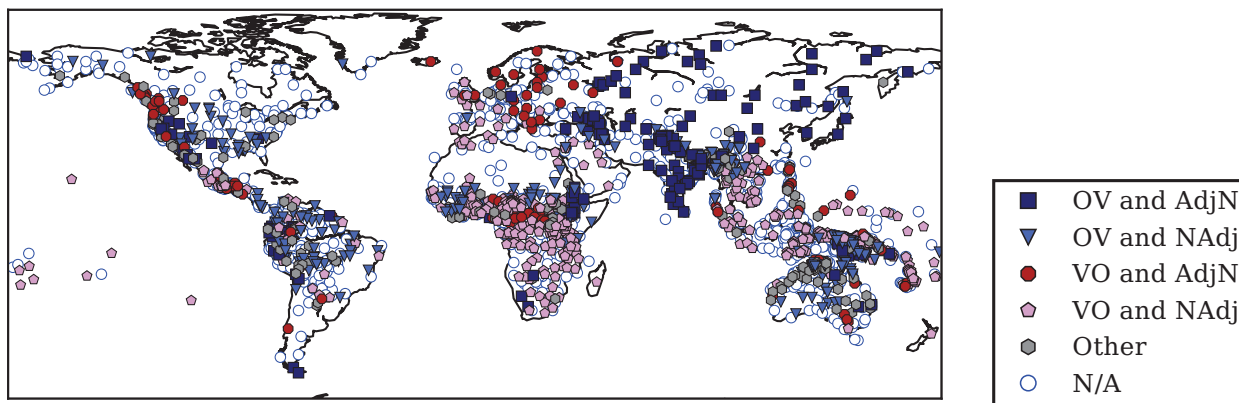 OV and AdjN
OV and NAdj
VO and AdjN
VO and NAdj
Other
N/A